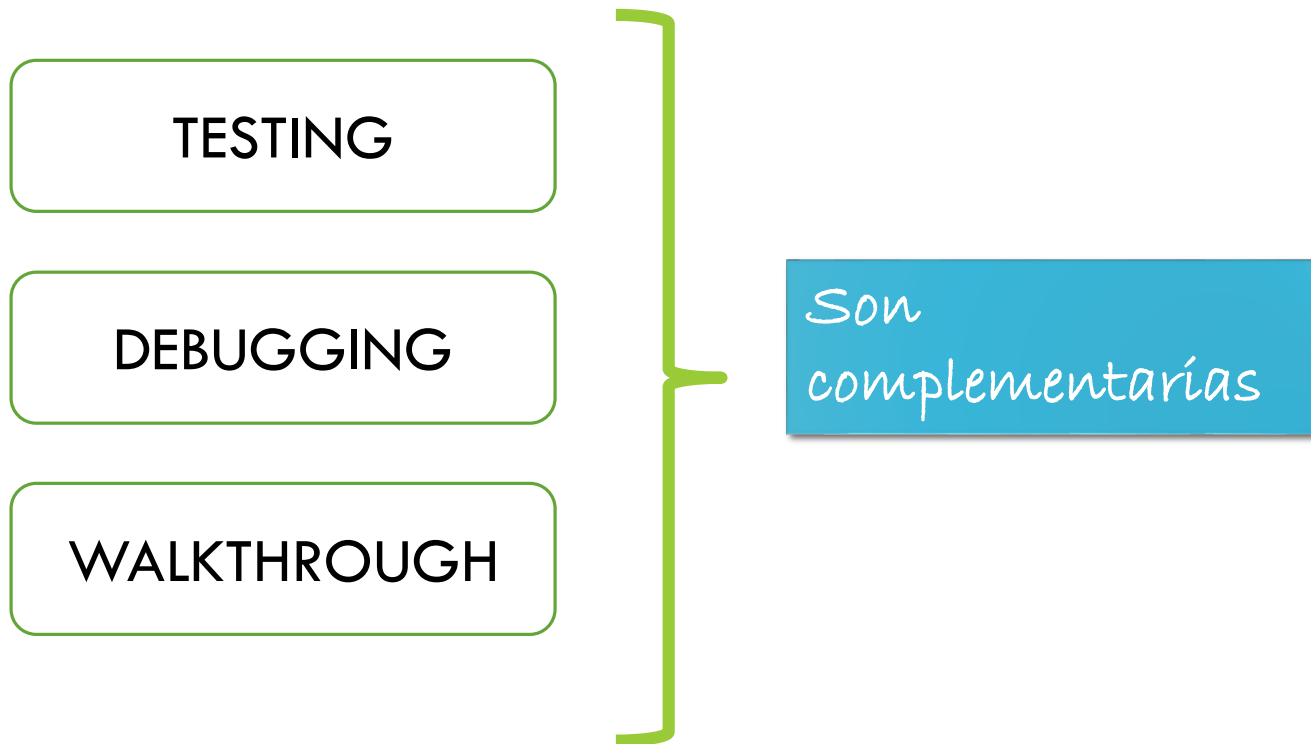 TESTING
DEBUGGING
WALKTHROUGH
Son
complementarias